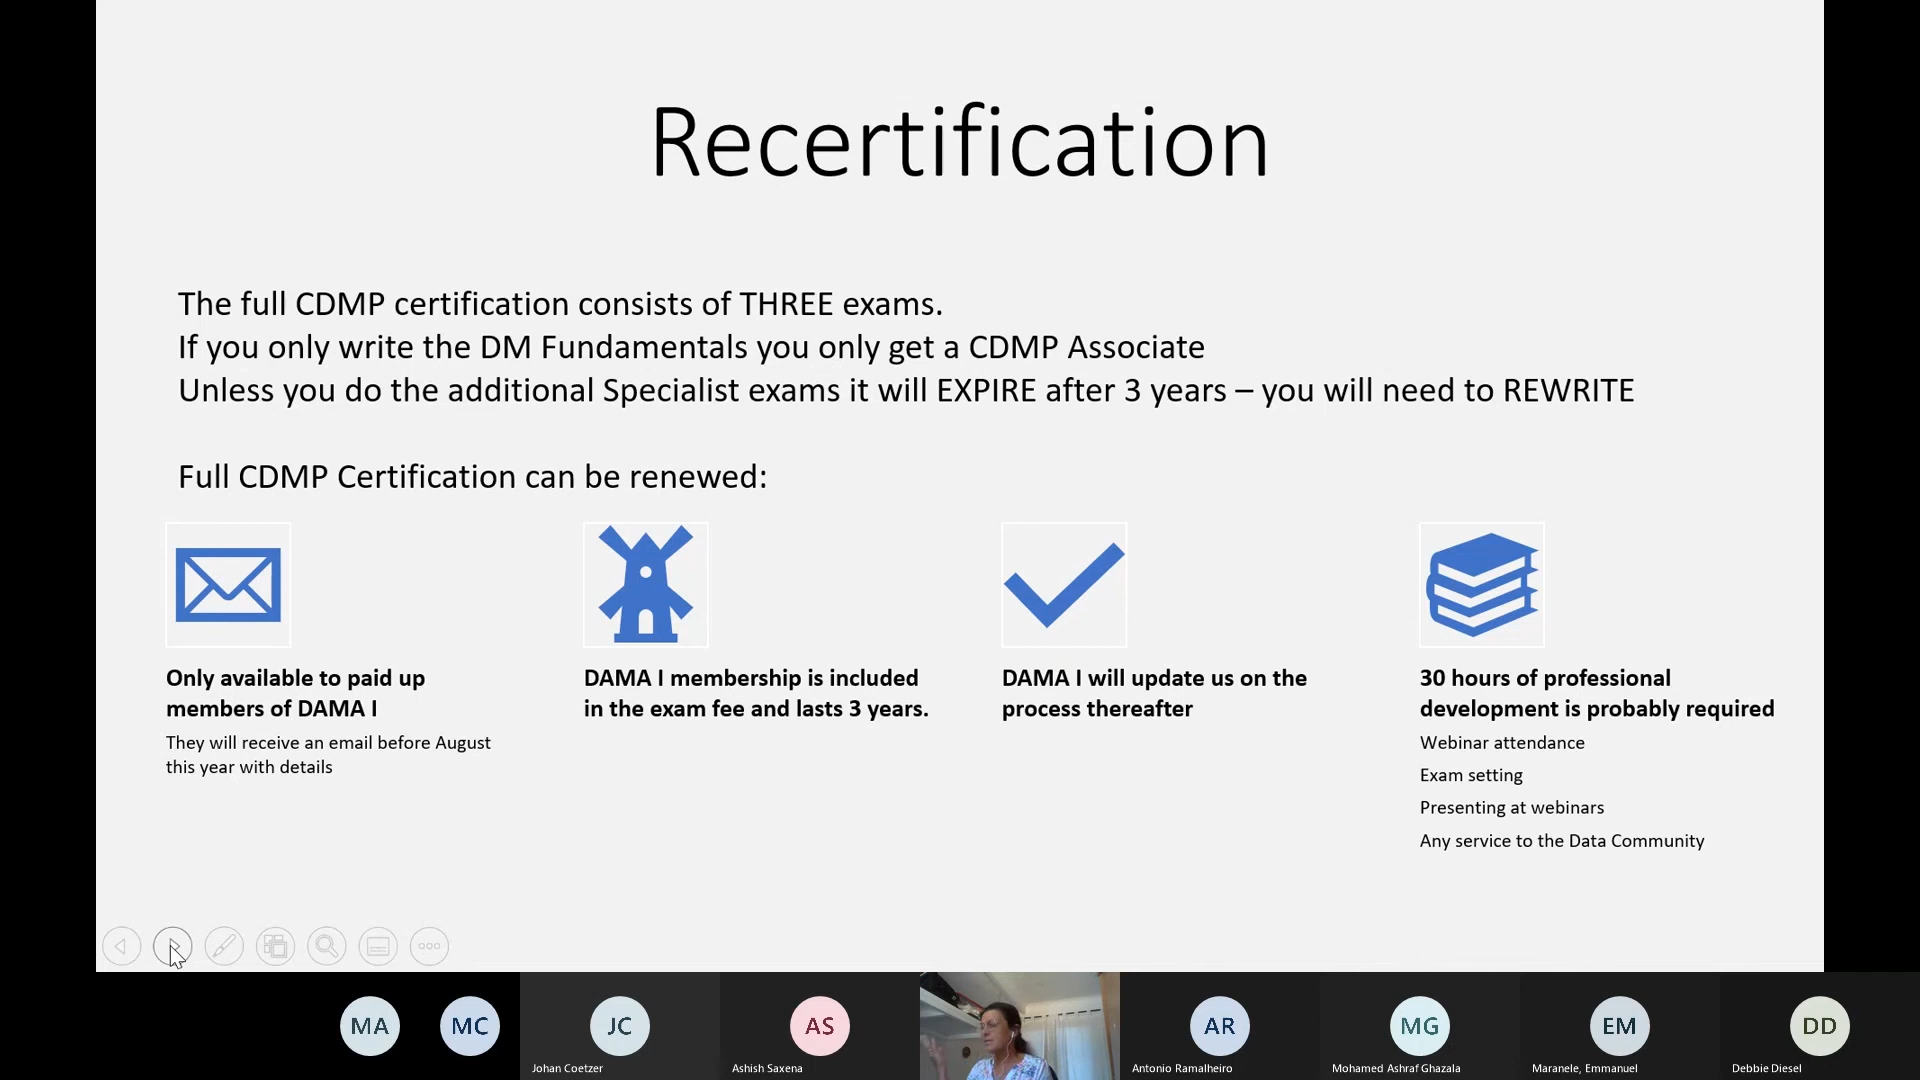 Recertification
The full CDMP certification consists of THREE exams.
If you only write the DM Fundamentals you only get a CDMP Associate
Unless you do the additional Specialist exams it will EXPIRE after 3 years – you will need to REWRITE
Full CDMP Certification can be renewed:
Only available to paid up
members of DAMA I
They will receive an email before August
this year with details
DAMA I membership is included
in the exam fee and lasts 3 years.
DAMA I will update us on the
process thereafter
30 hours of professional
development is probably required
Webinar attendance
Exam setting
Presenting at webinars
Any service to the Data Community
MA
MC
JC
Johan Coetzer
AS
Ashish Saxena
AR
Antonio Ramalheiro
MG
Mohamed Ashraf Ghazala
EM
Maranele, Emmanuel
DD
Debbie Diesel